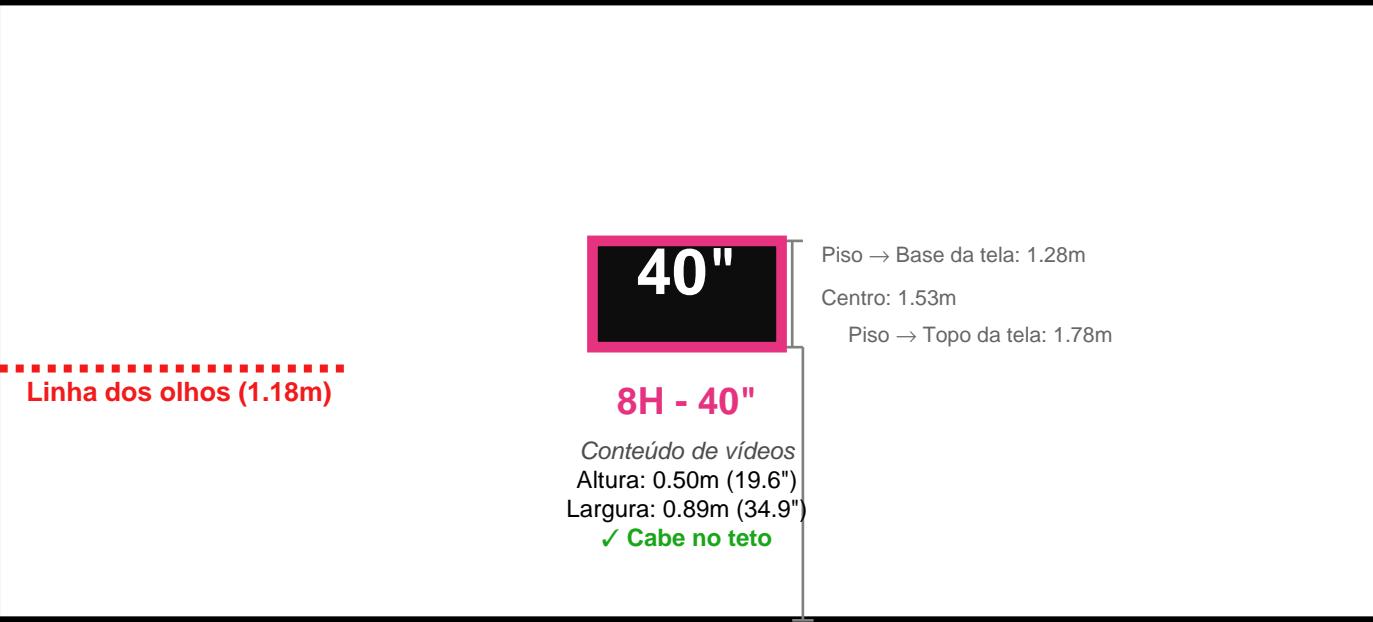 40"
Piso → Base da tela: 1.28m
Centro: 1.53m
Piso → Topo da tela: 1.78m
Linha dos olhos (1.18m)
8H - 40"
Conteúdo de vídeos
Altura: 0.50m (19.6")
Largura: 0.89m (34.9")
✓ Cabe no teto